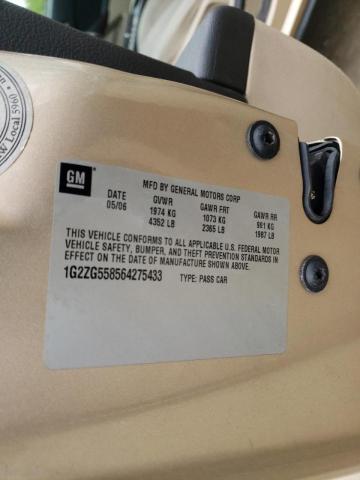 Local 5960
GM
MFD BY GENERAL MOTORS CORP
DATE GVWR GAWR FRT GAWR RR
05/06 1974 KG 1073 KG 901 KG
4352 LB 2365 LB 1987 LB
THIS VEHICLE CONFORMS TO ALL APPLICABLE U.S. FEDERAL MOTOR
VEHICLE SAFETY, BUMPER, AND THEFT PREVENTION STANDARDS IN
EFFECT ON THE DATE OF MANUFACTURE SHOWN ABOVE.
1G2ZG558564275433 TYPE: PASS CAR